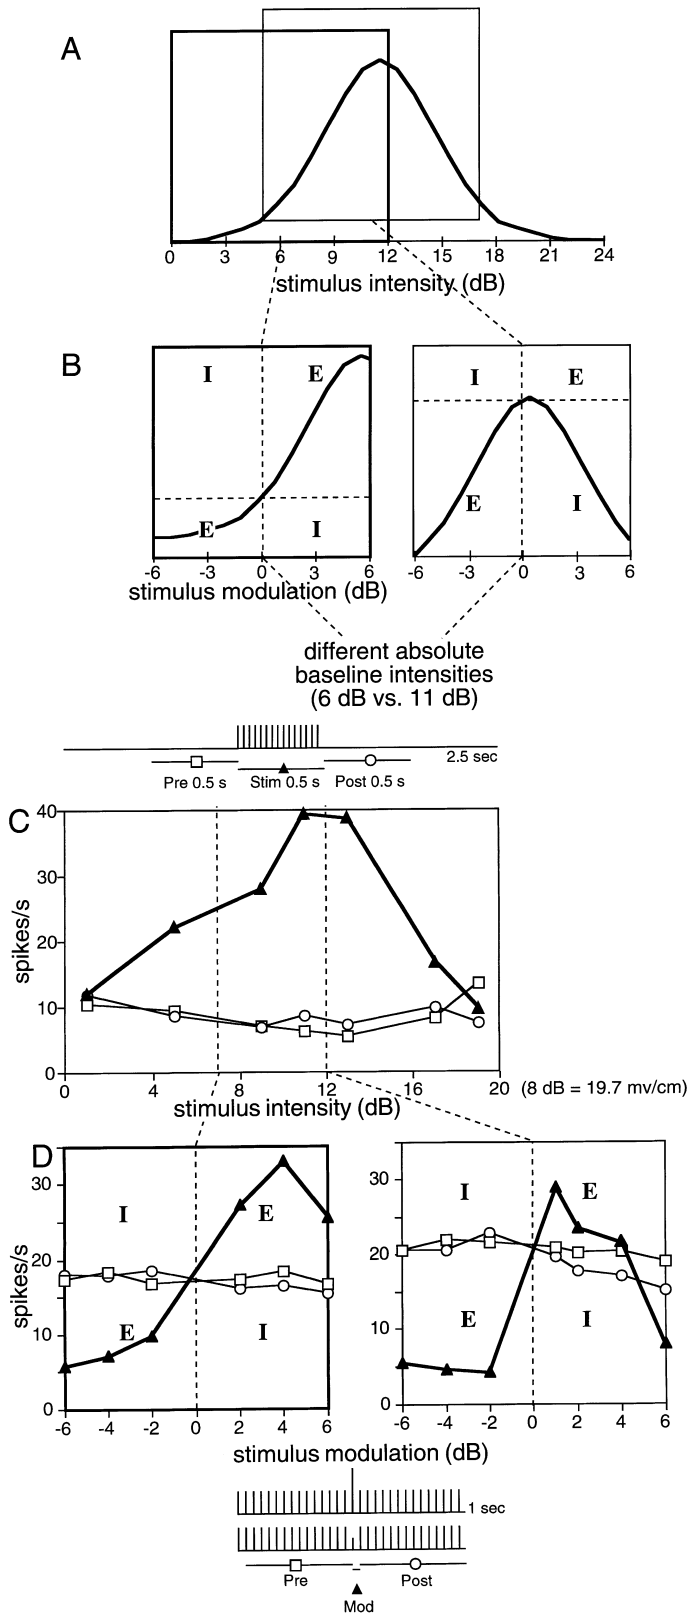 A
0 3 6 9 12 15 18 21 24
stimulus intensity (dB)
B
I E
E I
-6 -3 0 3 6
stimulus modulation (dB)
I E
E I
-6 -3 0 3 6
different absolute
baseline intensities
(6 dB vs. 11 dB)
2.5 sec
Pre 0.5 s Stim 0.5 s Post 0.5 s
C
40
30
20
10
0
spikes/s
0 4 8 12 16 20
(8 dB = 19.7 mv/cm)
stimulus intensity (dB)
D
30
20
10
0
spikes/s
I E
E I
-6 -4 -2 0 2 4 6
30
20
10
0
I E
E I
-6 -4 -2 0 2 4 6
stimulus modulation (dB)
1 sec
Pre Post
Mod